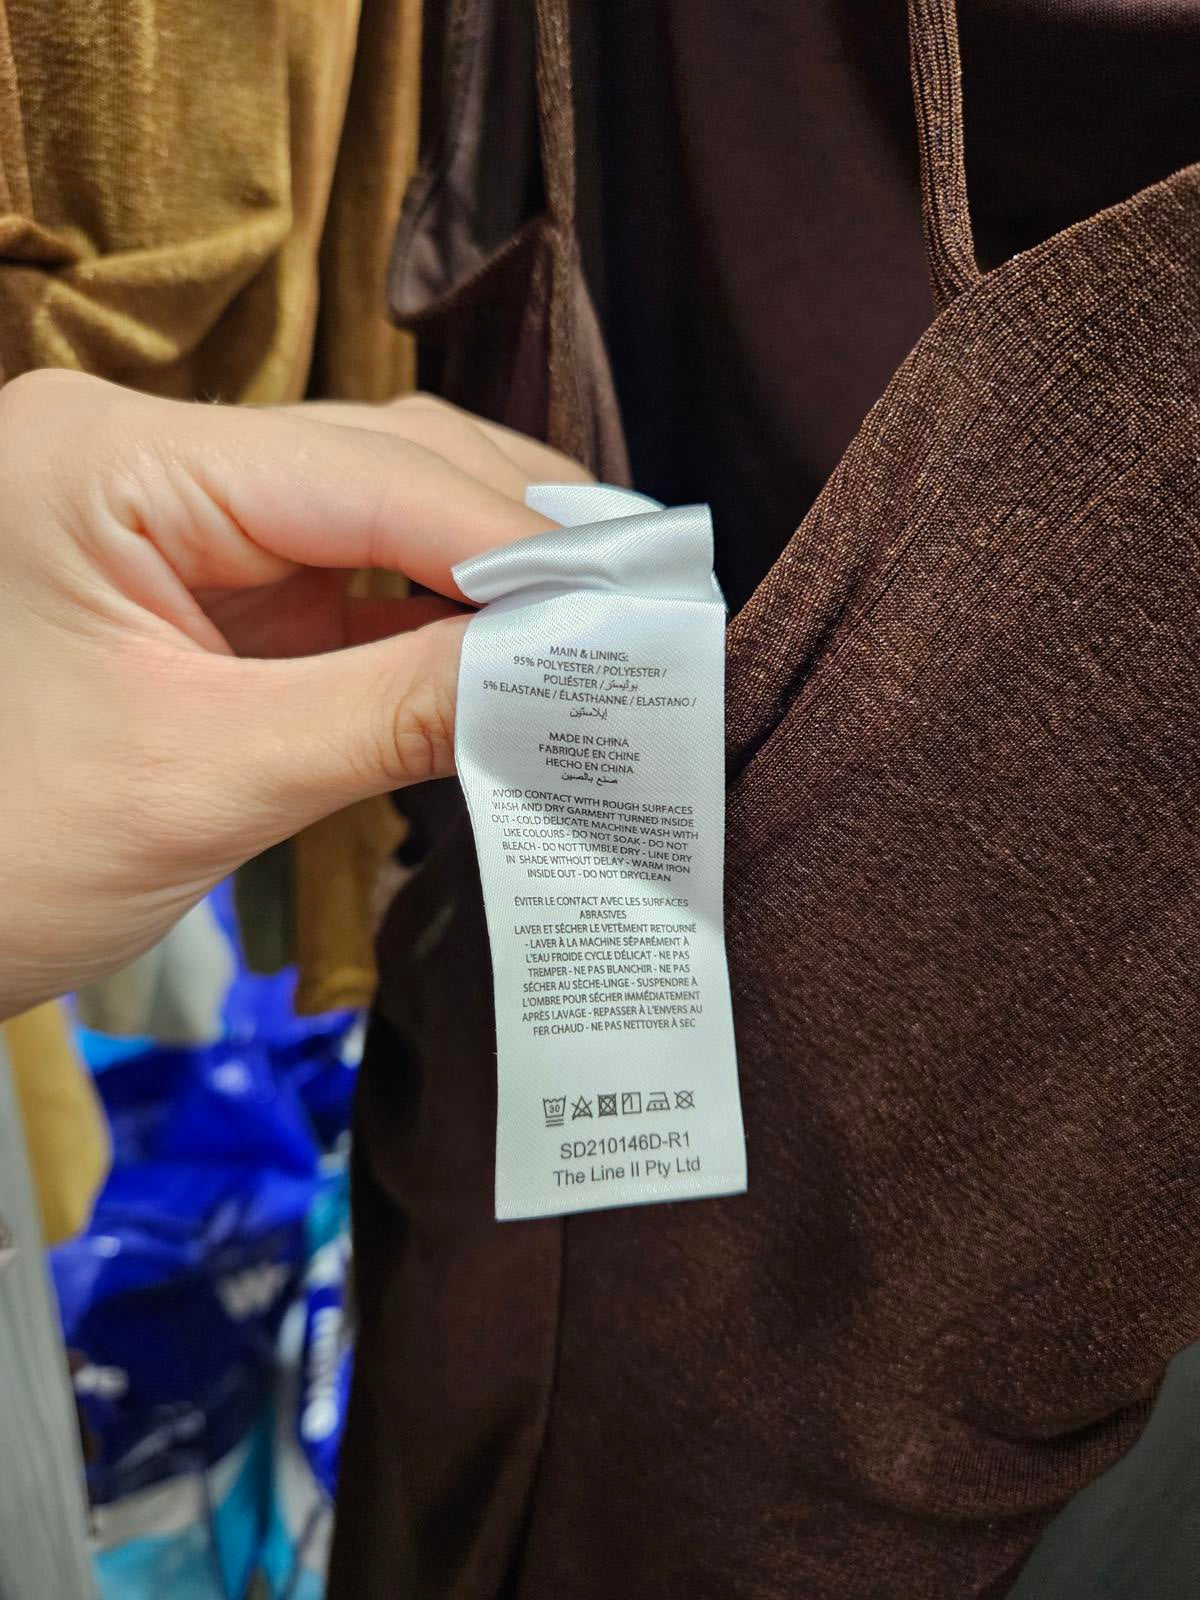 MAIN & LINING:
95% POLYESTER / POLYESTER /
POLIÉSTER / بوليستر
5% ELASTANE / ÉLASTHANNE / ELASTANO /
إيلاستين
MADE IN CHINA
FABRIQUÉ EN CHINE
HECHO EN CHINA
صنع بالصين
AVOID CONTACT WITH ROUGH SURFACES
WASH AND DRY GARMENT TURNED INSIDE
OUT - COLD DELICATE MACHINE WASH WITH
LIKE COLOURS - DO NOT SOAK - DO NOT
BLEACH - DO NOT TUMBLE DRY - LINE DRY
IN SHADE WITHOUT DELAY - WARM IRON
INSIDE OUT - DO NOT DRYCLEAN
ÉVITER LE CONTACT AVEC LES SURFACES
ABRASIVES
LAVER ET SÉCHER LE VETÊMENT RETOURNÉ
- LAVER À LA MACHINE SÉPARÉMENT À
L'EAU FROIDE CYCLE DÉLICAT - NE PAS
TREMPER - NE PAS BLANCHIR - NE PAS
SÉCHER AU SÈCHE-LINGE - SUSPENDRE À
L'OMBRE POUR SÉCHER IMMÉDIATEMENT
APRÈS LAVAGE - REPASSER À L'ENVERS AU
FER CHAUD - NE PAS NETTOYER À SEC
30
SD210146D-R1
The Line II Pty Ltd